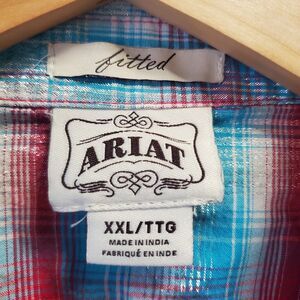 fitted
ARIAT
XXL/TTG
MADE IN INDIA
FABRIQUÉ EN INDE